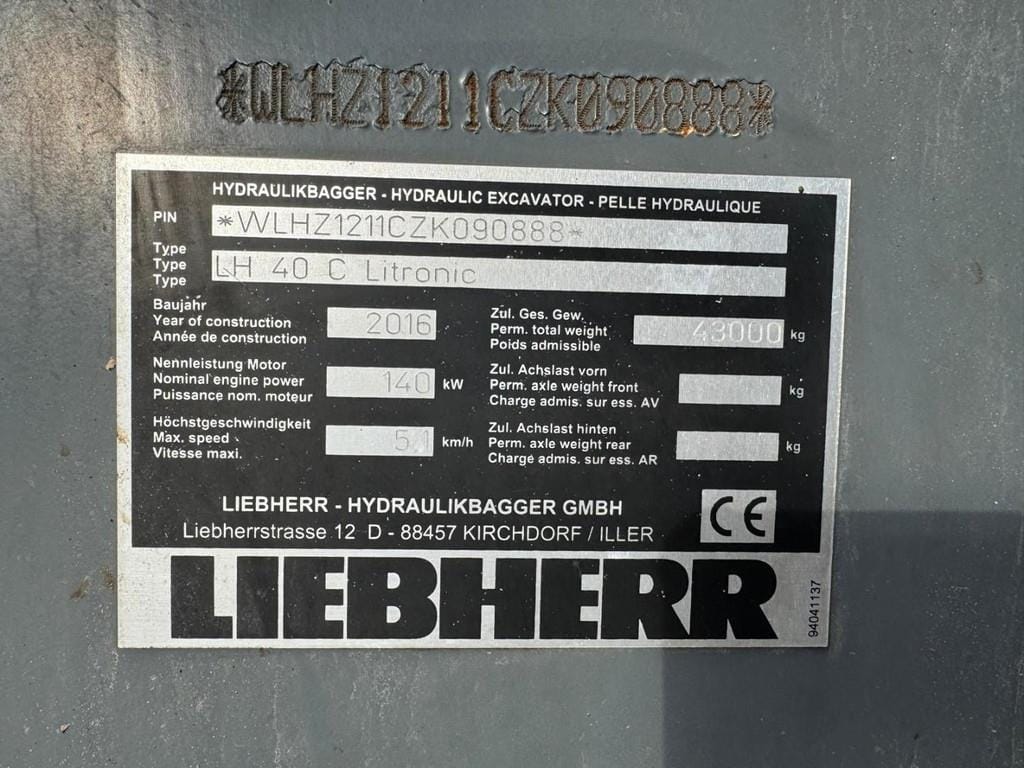 *WLHZ1211CZK090888*
HYDRAULIKBAGGER - HYDRAULIC EXCAVATOR - PELLE HYDRAULIQUE
PIN *WLHZ1211CZK090888*
Type
Type LH 40 C Litronic
Type
Baujahr
Year of construction 2016
Année de construction
Zul. Ges. Gew.
Perm. total weight 43000 kg
Poids admissible
Nennleistung Motor
Nominal engine power 140 kW
Puissance nom. moteur
Zul. Achslast vorn
Perm. axle weight front kg
Charge admis. sur ess. AV
Höchstgeschwindigkeit
Max. speed 5,1 km/h
Vitesse maxi.
Zul. Achslast hinten
Perm. axle weight rear kg
Charge admis. sur ess. AR
LIEBHERR - HYDRAULIKBAGGER GMBH
Liebherrstrasse 12 D - 88457 KIRCHDORF / ILLER
CE
LIEBHERR
94041137